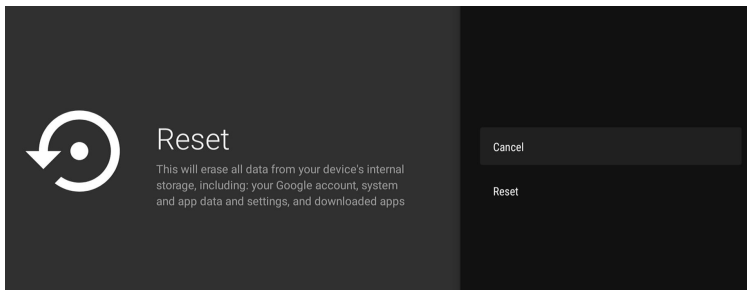 Reset
This will erase all data from your device's internal
storage, including: your Google account, system
and app data and settings, and downloaded apps
Cancel
Reset